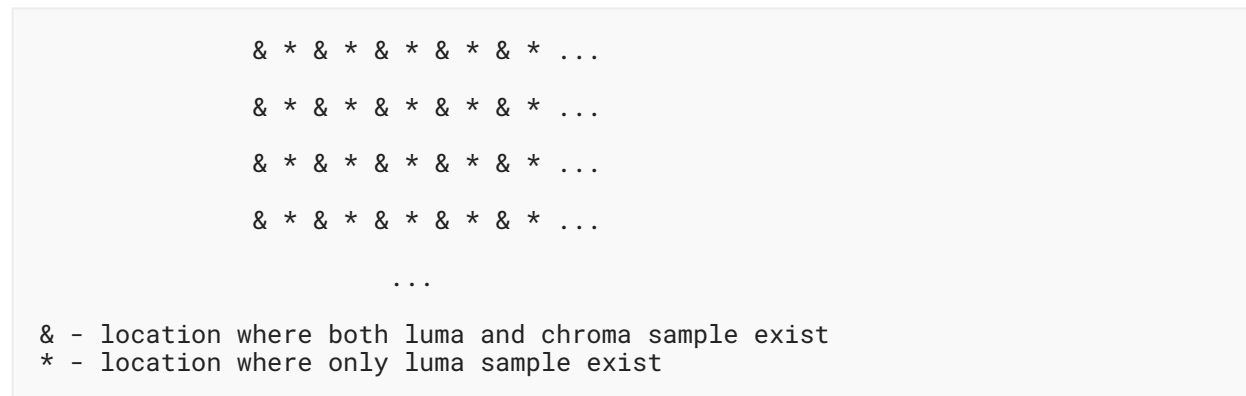 & * & * & * & * & * ...
& * & * & * & * & * ...
& * & * & * & * & * ...
& * & * & * & * & * ...
...
& - location where both luma and chroma sample exist
* - location where only luma sample exist